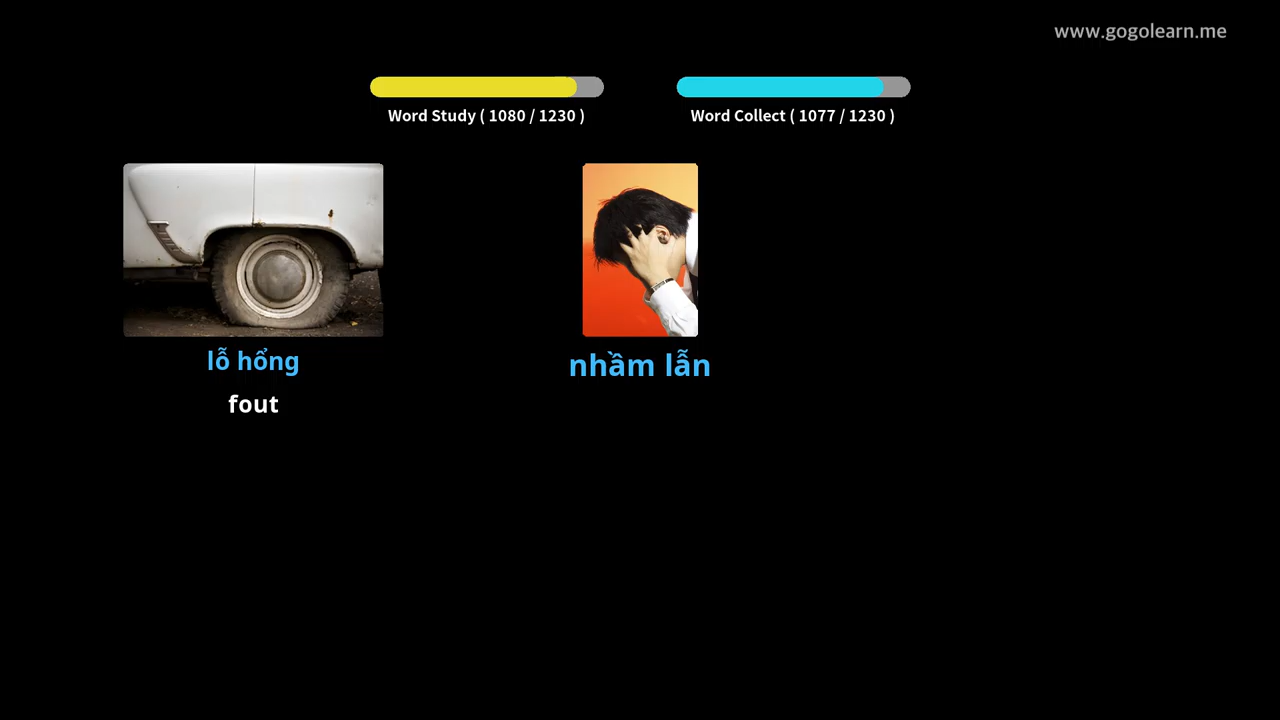 www.gogolearn.me
Word Study ( 1080 / 1230 )
Word Collect ( 1077 / 1230 )
lỗ hổng
fout
nhầm lẫn